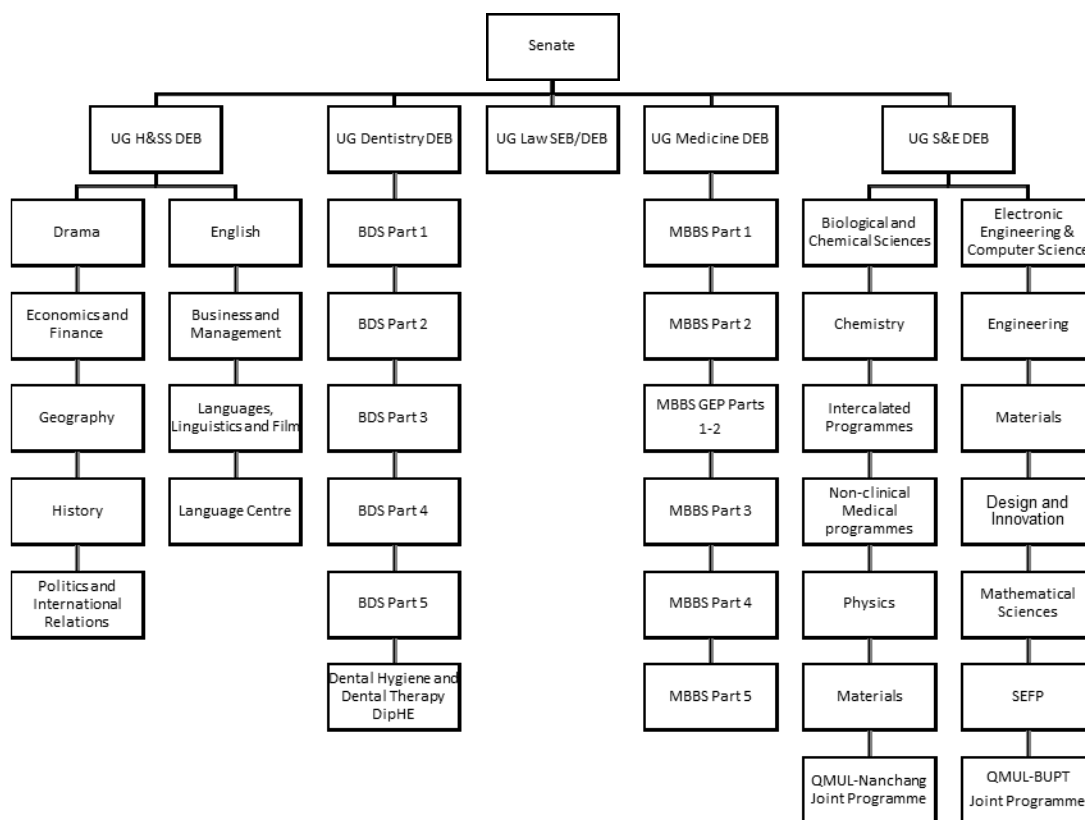 Senate
UG H&SS DEB
UG Dentistry DEB
UG Law SEB/DEB
UG Medicine DEB
UG S&E DEB
Drama
English
BDS Part 1
MBBS Part 1
Biological and
Chemical Sciences
Electronic
Engineering &
Computer Science
Economics and
Finance
Business and
Management
BDS Part 2
MBBS Part 2
Chemistry
Engineering
Geography
Languages,
Linguistics and Film
BDS Part 3
MBBS GEP Parts
1-2
Intercalated
Programmes
Materials
History
Language Centre
BDS Part 4
MBBS Part 3
Non-clinical
Medical
programmes
Design and
Innovation
Politics and
International
Relations
BDS Part 5
MBBS Part 4
Physics
Mathematical
Sciences
Dental Hygiene and
Dental Therapy
DipHE
MBBS Part 5
Materials
SEFP
QMUL-Nanchang
Joint Programme
QMUL-BUPT
Joint Programme